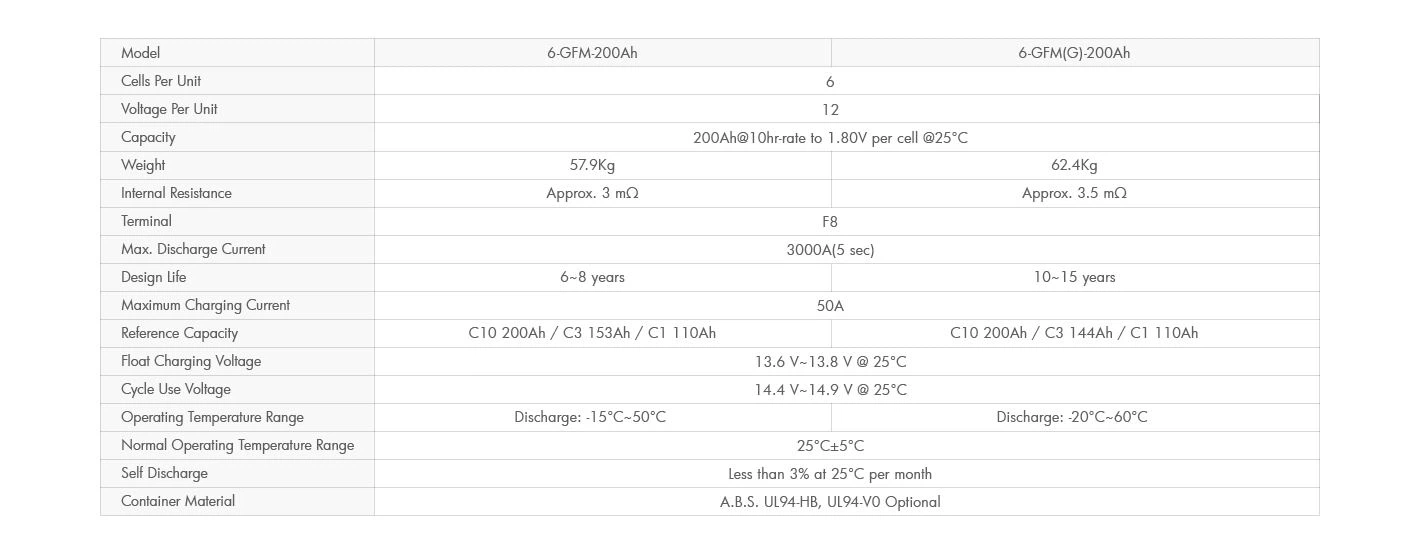 Model 6-GFM-200Ah 6-GFM(G)-200Ah
Cells Per Unit 6
Voltage Per Unit 12
Capacity 200Ah@10hr-rate to 1.80V per cell @25°C
Weight 57.9Kg 62.4Kg
Internal Resistance Approx. 3 mΩ Approx. 3.5 mΩ
Terminal F8
Max. Discharge Current 3000A(5 sec)
Design Life 6~8 years 10~15 years
Maximum Charging Current 50A
Reference Capacity C10 200Ah / C3 153Ah / C1 110Ah C10 200Ah / C3 144Ah / C1 110Ah
Float Charging Voltage 13.6 V~13.8 V @ 25°C
Cycle Use Voltage 14.4 V~14.9 V @ 25°C
Operating Temperature Range Discharge: -15°C~50°C Discharge: -20°C~60°C
Normal Operating Temperature Range 25°C±5°C
Self Discharge Less than 3% at 25°C per month
Container Material A.B.S. UL94-HB, UL94-V0 Optional